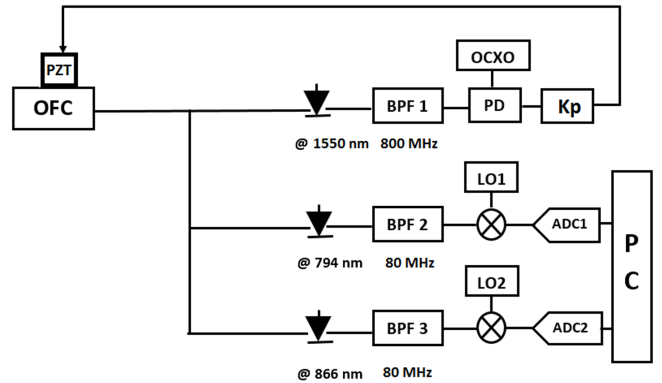 PZT
OFC
OCXO
BPF 1
PD
Kp
@ 1550 nm 800 MHz
LO1
BPF 2
ADC1
@ 794 nm 80 MHz
P
C
LO2
BPF 3
ADC2
@ 866 nm 80 MHz